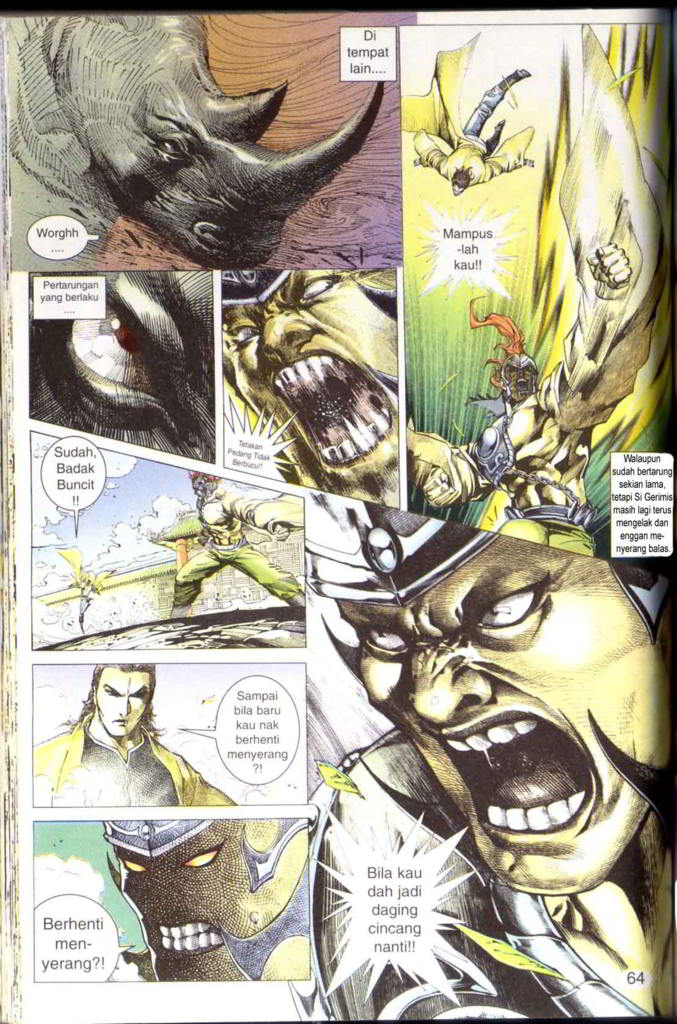 Di
tempat
lain....
Worghh
....
Pertarungan
yang berlaku
....
Tetakan
Pedang Tidak
Berbucu!!
Mampus
-lah
kau!!
Walaupun
sudah bertarung
sekian lama,
tetapi Si Gerimis
masih lagi terus
mengelak dan
enggan me-
nyerang balas.
Sudah,
Badak
Buncit
!!
Sampai
bila baru
kau nak
berhenti
menyerang
?!
Berhenti
men-
yerang?!
Bila kau
dah jadi
daging
cincang
nanti!!
64